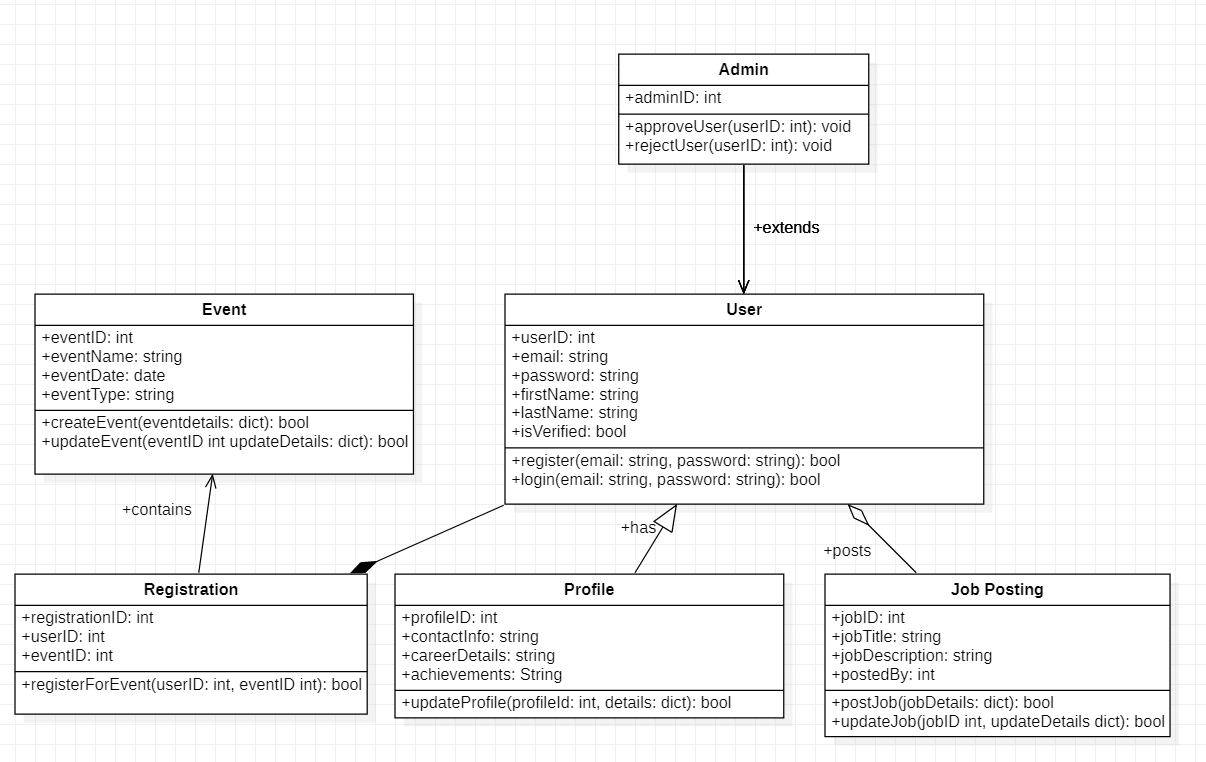 Admin
+adminID: int
+approveUser(userID: int): void
+rejectUser(userID: int): void
+extends
Event
+eventID: int
+eventName: string
+eventDate: date
+eventType: string
+createEvent(eventdetails: dict): bool
+updateEvent(eventID int updateDetails: dict): bool
User
+userID: int
+email: string
+password: string
+firstName: string
+lastName: string
+isVerified: bool
+register(email: string, password: string): bool
+login(email: string, password: string): bool
+contains
+has
+posts
Registration
+registrationID: int
+userID: int
+eventID: int
+registerForEvent(userID: int, eventID int): bool
Profile
+profileID: int
+contactInfo: string
+careerDetails: string
+achievements: String
+updateProfile(profileId: int, details: dict): bool
Job Posting
+jobID: int
+jobTitle: string
+jobDescription: string
+postedBy: int
+postJob(jobDetails: dict): bool
+updateJob(jobID int, updateDetails dict): bool